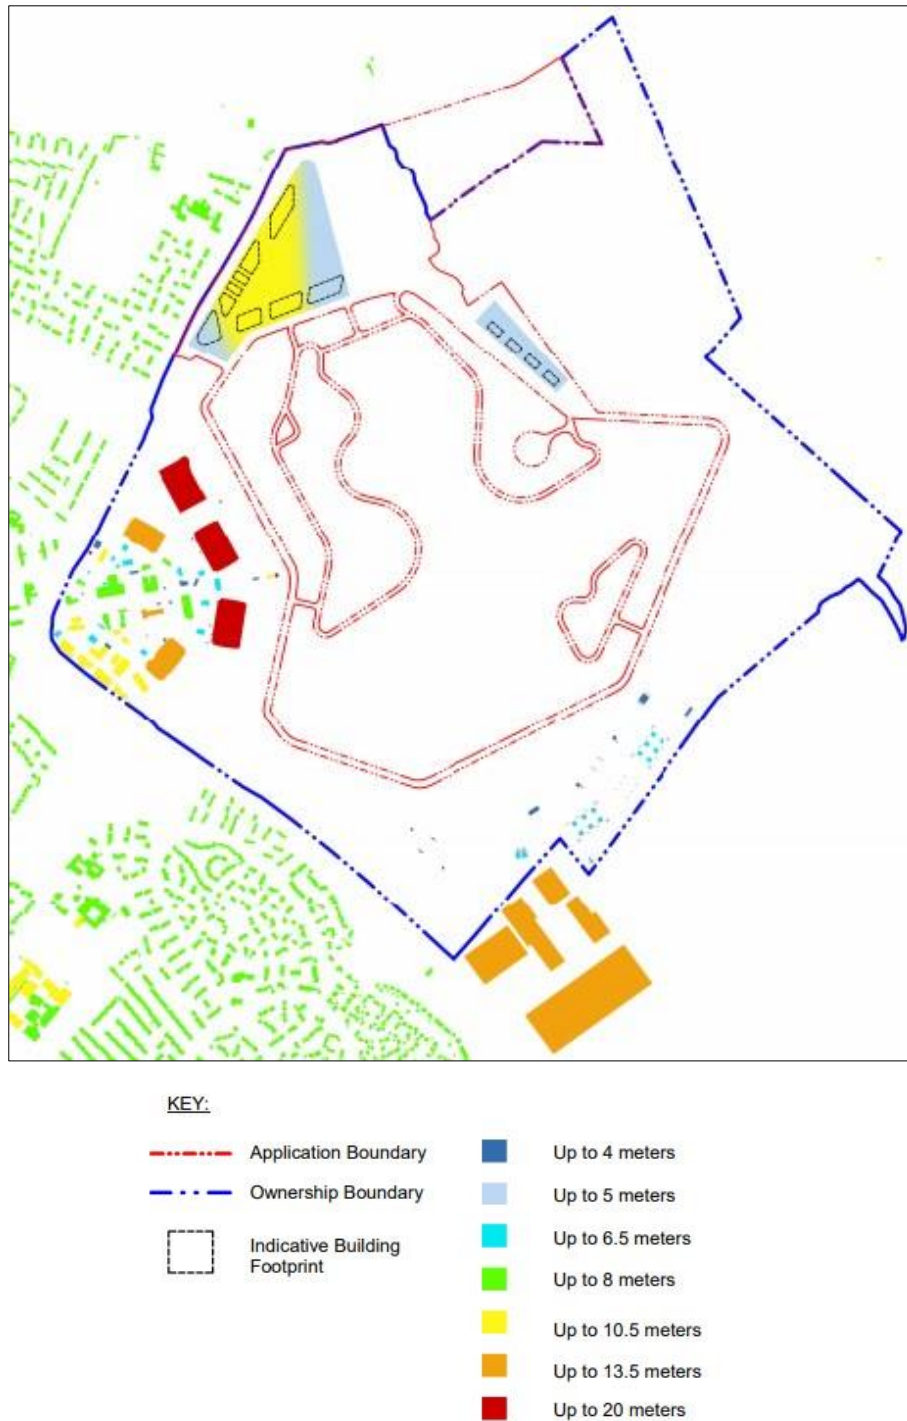 KEY:
Application Boundary
Ownership Boundary
Indicative Building
Footprint
Up to 4 meters
Up to 5 meters
Up to 6.5 meters
Up to 8 meters
Up to 10.5 meters
Up to 13.5 meters
Up to 20 meters